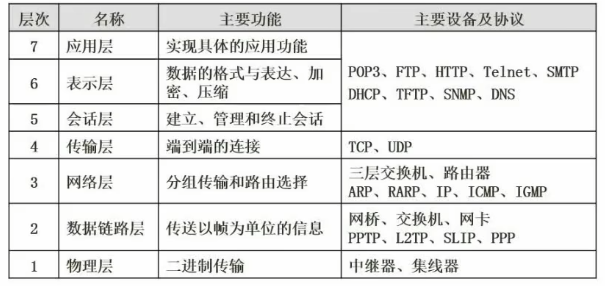 层次 名称 主要功能 主要设备及协议
7 应用层 实现具体的应用功能
POP3、FTP、HTTP、Telnet、SMTP
DHCP、TFTP、SNMP、DNS
6 表示层 数据的格式与表达、加
密、压缩
5 会话层 建立、管理和终止会话
4 传输层 端到端的连接 TCP、UDP
3 网络层 分组传输和路由选择 三层交换机、路由器
ARP、RARP、IP、ICMP、IGMP
2 数据链路层 传送以帧为单位的信息 网桥、交换机、网卡
PPTP、L2TP、SLIP、PPP
1 物理层 二进制传输 中继器、集线器